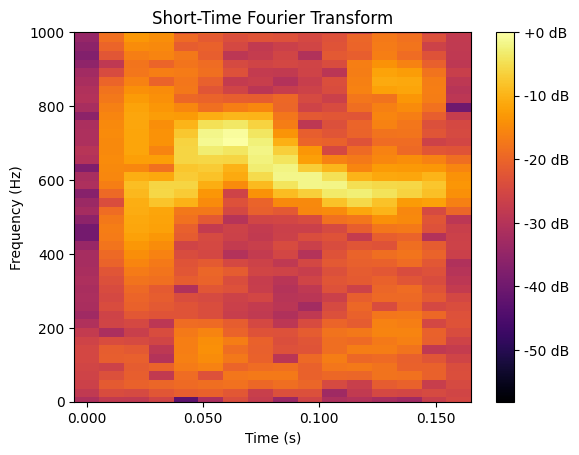 Short-Time Fourier Transform
Frequency (Hz)
1000
800
600
400
200
0
0.000
0.050
0.100
0.150
Time (s)
+0 dB
-10 dB
-20 dB
-30 dB
-40 dB
-50 dB